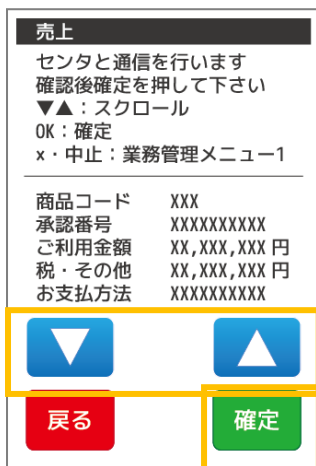 売上
センタと通信を行います
確認後確定を押して下さい
▼▲：スクロール
OK：確定
×・中止：業務管理メニュー1
商品コード XXX
承認番号 XXXXXXXXXX
ご利用金額 XX,XXX,XXX 円
税・その他 XX,XXX,XXX 円
お支払方法 XXXXXXXXXX
▼ ▲
戻る 確定